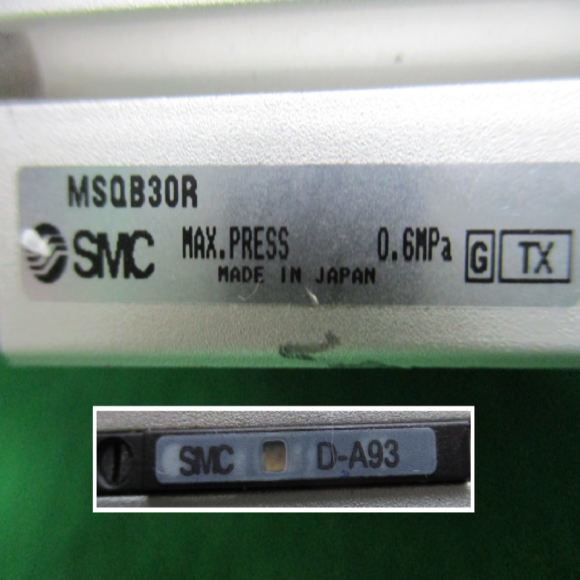 MSQB30R
SMC MAX.PRESS 0.6MPa G TX
MADE IN JAPAN
SMC D-A93